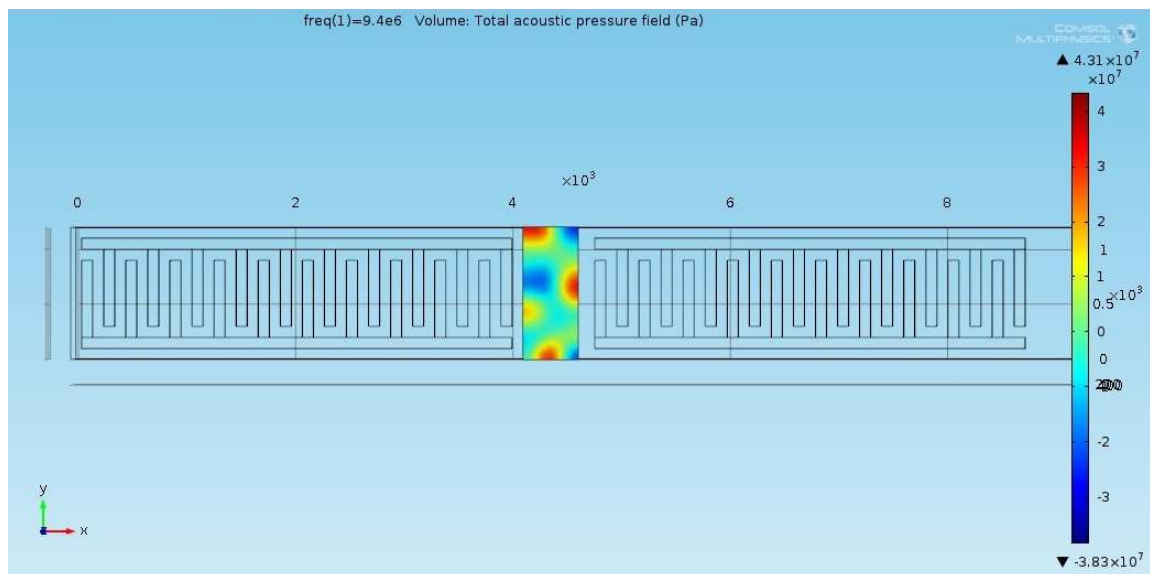 freq(1)=9.4e6 Volume: Total acoustic pressure field (Pa)
COMSOL
MULTIPHYSICS
▲ 4.31×10⁷
×10⁷
×10³
0 2 4 6 8
4
3
2
1
1
0.5 ×10³
0
0
-2
-3
▼ -3.83×10⁷
y
x